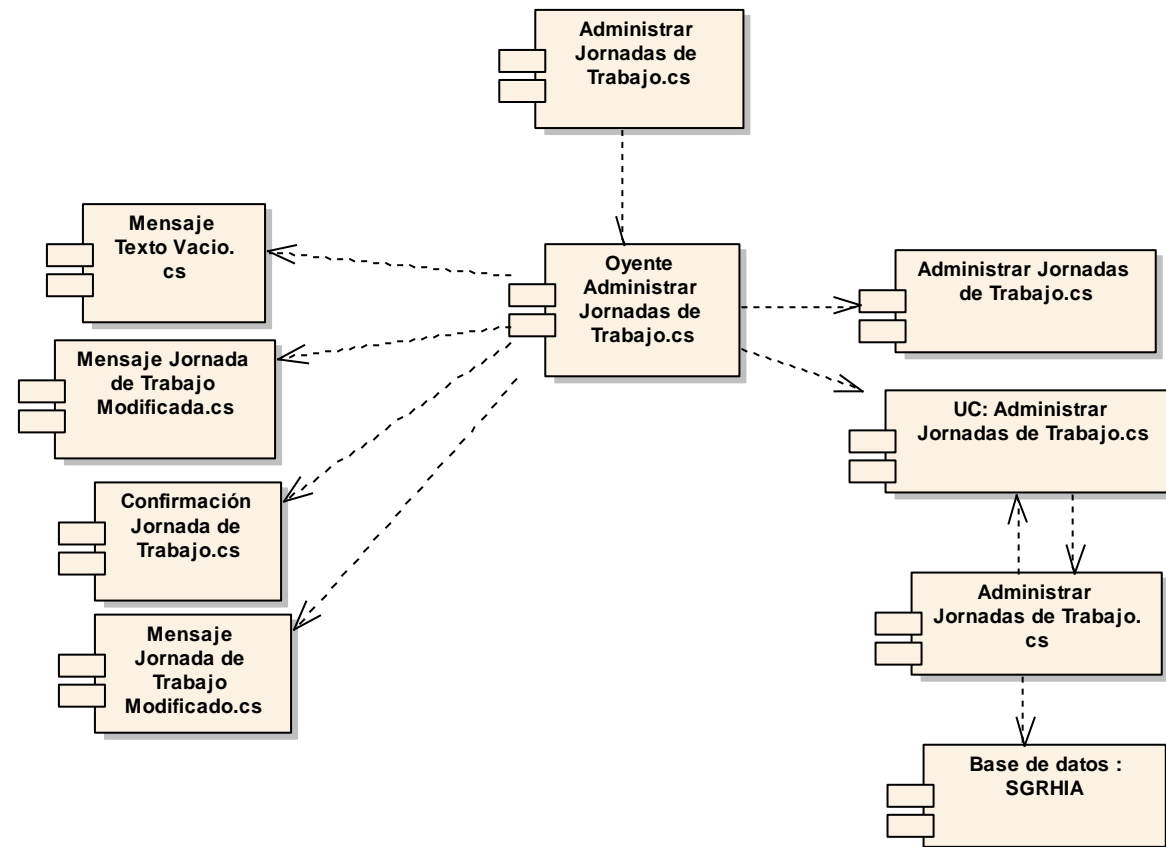 Administrar
Jornadas de
Trabajo.cs
Mensaje
Texto Vacio.
cs
Oyente
Administrar
Jornadas de
Trabajo.cs
Administrar Jornadas
de Trabajo.cs
Mensaje Jornada
de Trabajo
Modificada.cs
UC: Administrar
Jornadas de Trabajo.cs
Confirmación
Jornada de
Trabajo.cs
Administrar
Jornadas de Trabajo.
cs
Mensaje
Jornada de
Trabajo
Modificado.cs
Base de datos :
SGRHIA